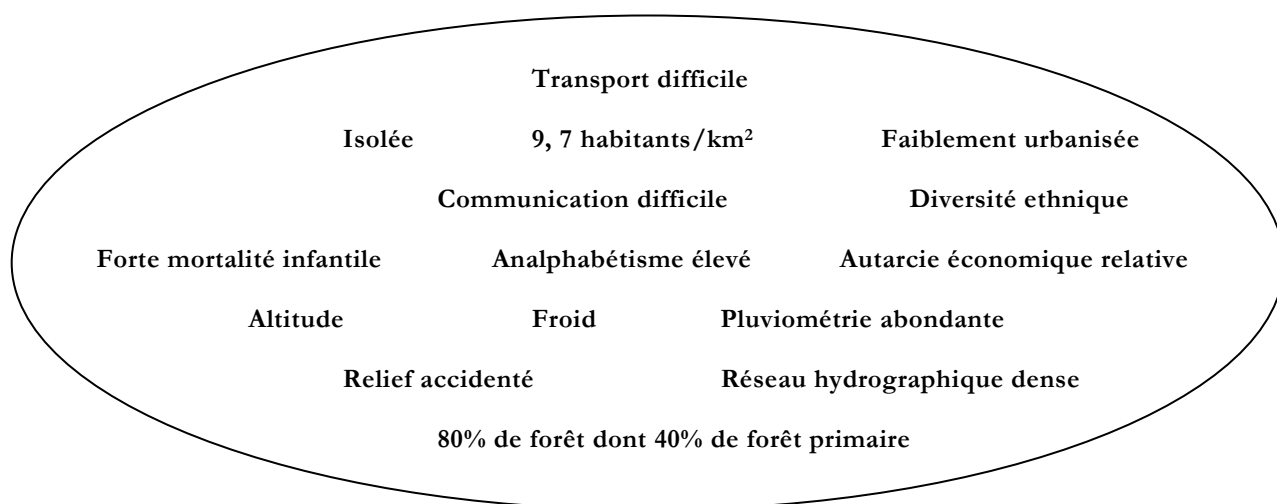 Transport difficile
Isolée 9, 7 habitants/km² Faiblement urbanisée
Communication difficile Diversité ethnique
Forte mortalité infantile Analphabétisme élevé Autarcie économique relative
Altitude Froid Pluviométrie abondante
Relief accidenté Réseau hydrographique dense
80% de forêt dont 40% de forêt primaire